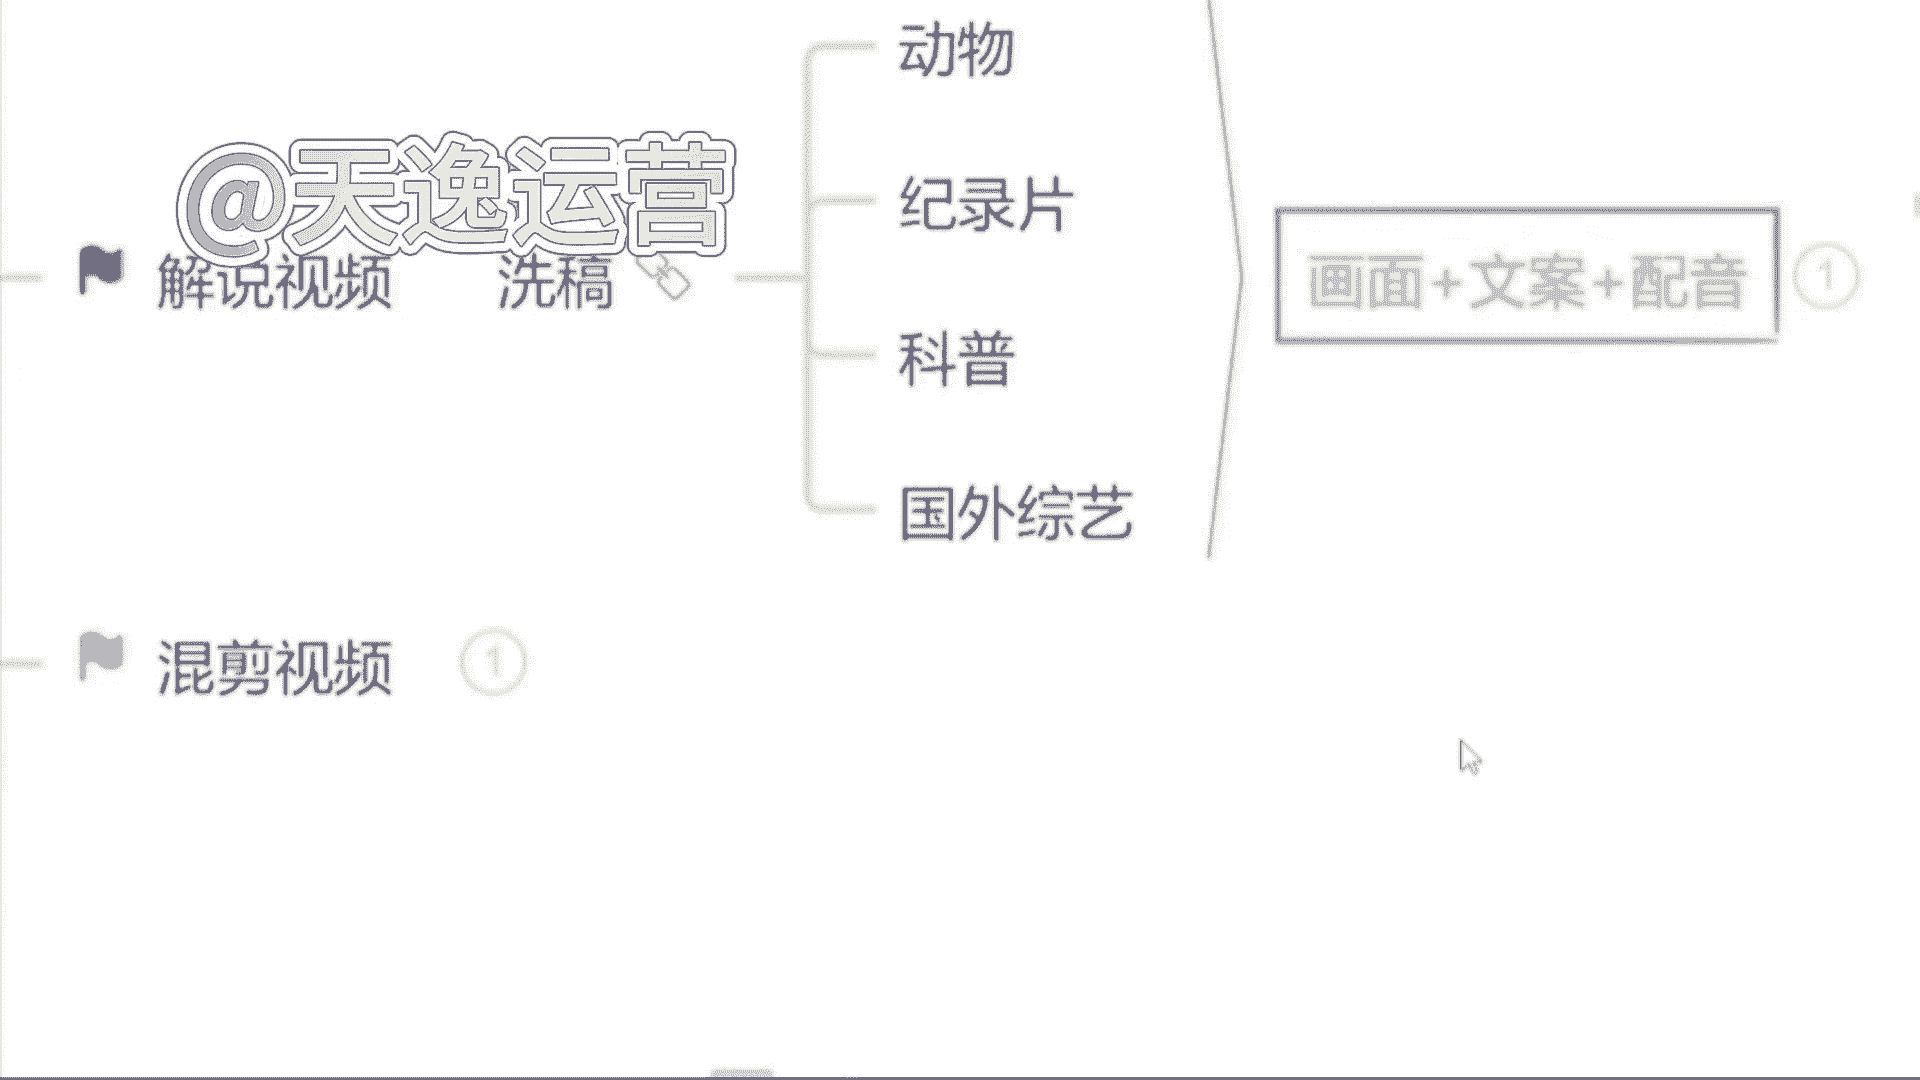 动物
@天逸运营
纪录片
解说视频 洗稿
画面+文案+配音 1
科普
国外综艺
混剪视频 1